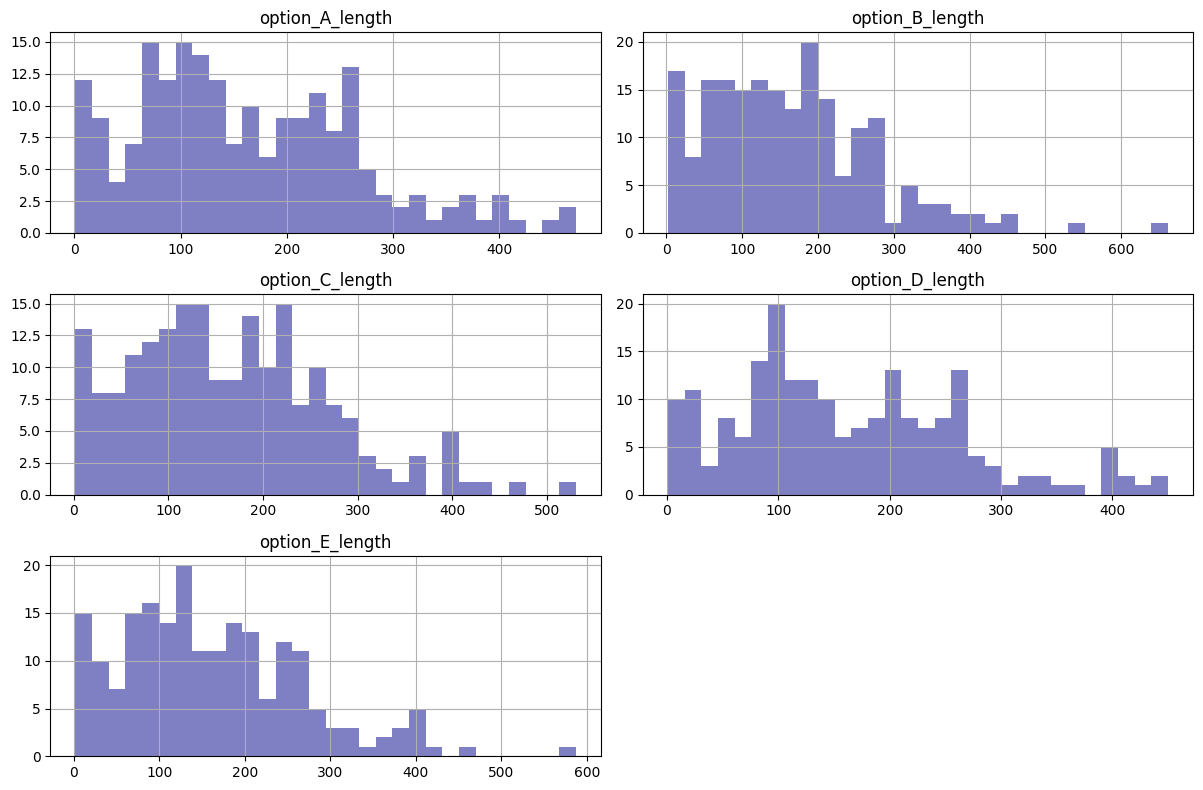 option_A_length
15.0
12.5
10.0
7.5
5.0
2.5
0.0
0 100 200 300 400
option_B_length
20
15
10
5
0
0 100 200 300 400 500 600
option_C_length
15.0
12.5
10.0
7.5
5.0
2.5
0.0
0 100 200 300 400 500
option_D_length
20
15
10
5
0
0 100 200 300 400
option_E_length
20
15
10
5
0
0 100 200 300 400 500 600